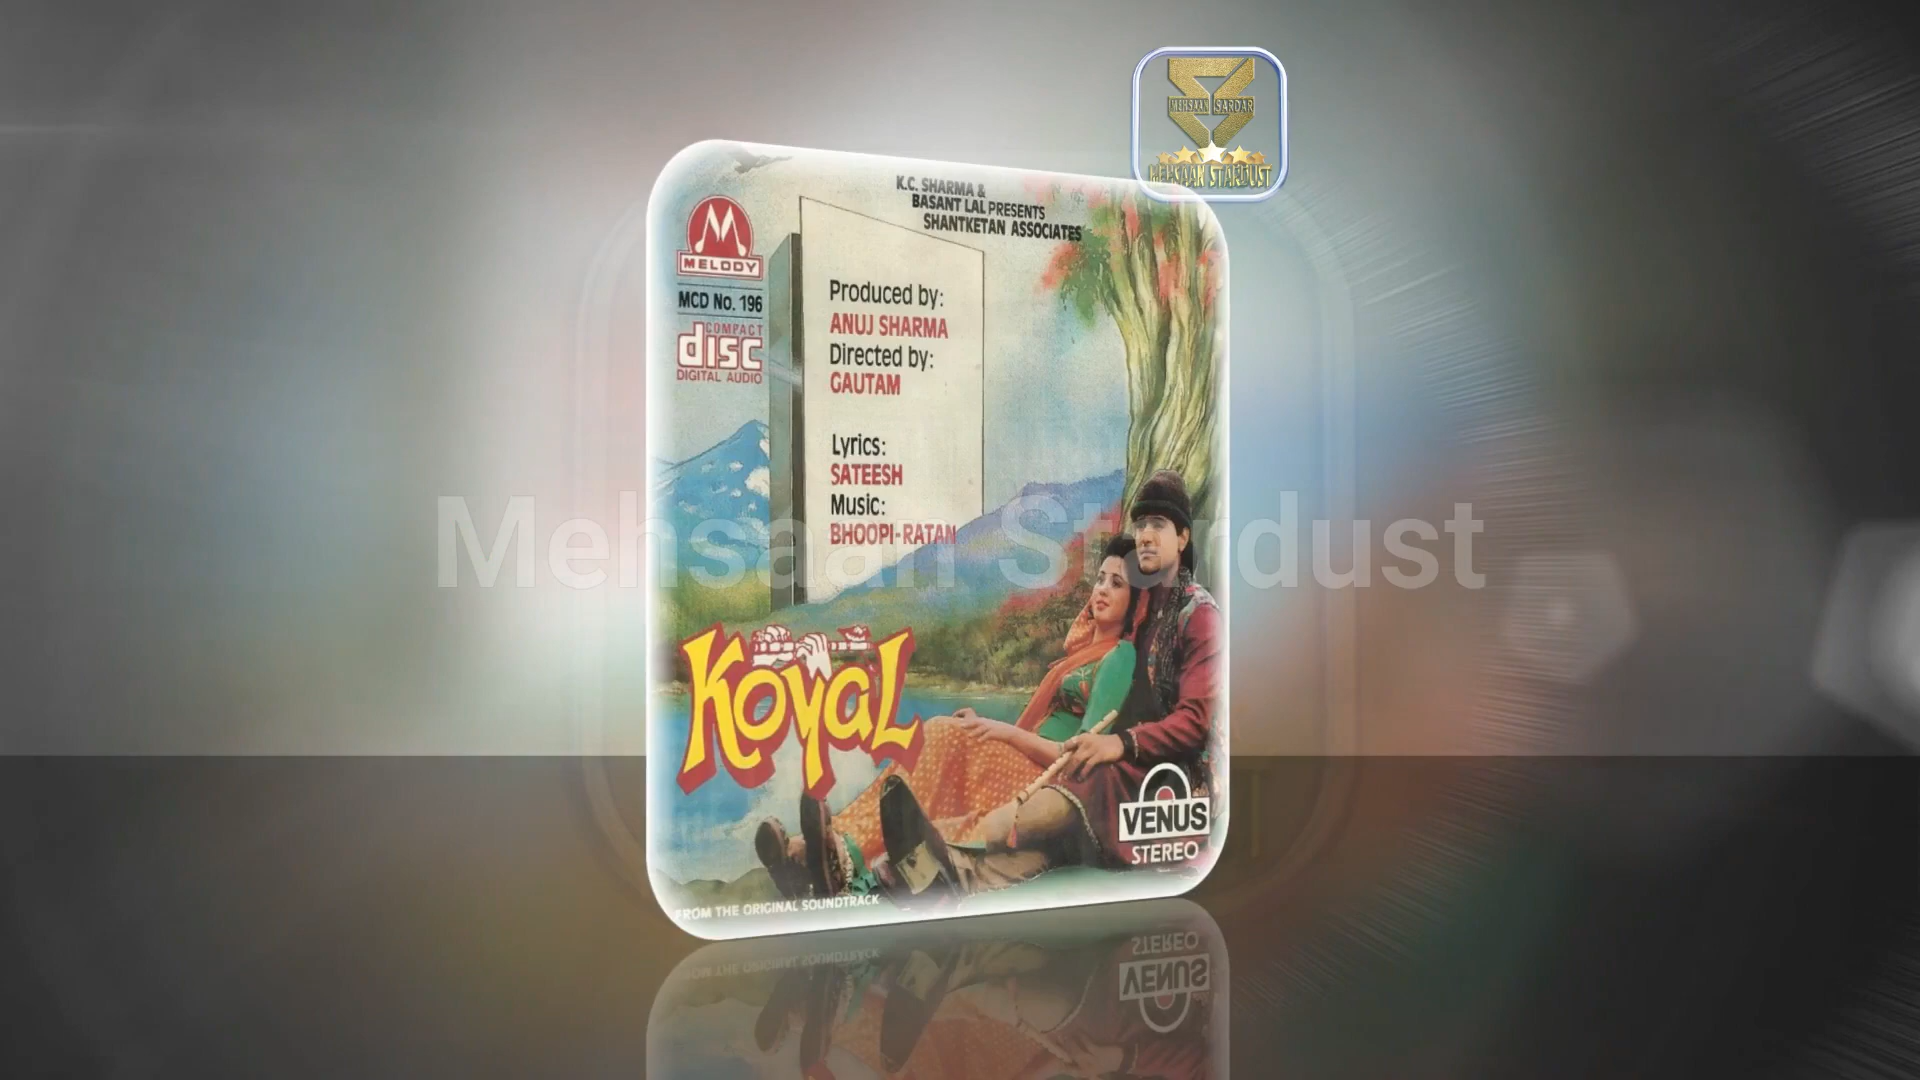 MEHSAAN SARDAR
MEHSAAN STARDUST
K.C. SHARMA &
BASANT LAL PRESENTS
SHANTKETAN ASSOCIATES
M
MELODY
MCD No. 196
COMPACT
disc
DIGITAL AUDIO
Produced by:
ANUJ SHARMA
Directed by:
GAUTAM
Lyrics:
SATEESH
Music:
BHOOPI-RATAN
Mehsaan Stardust
Koyal
VENUS
STEREO
FROM THE ORIGINAL SOUNDTRACK